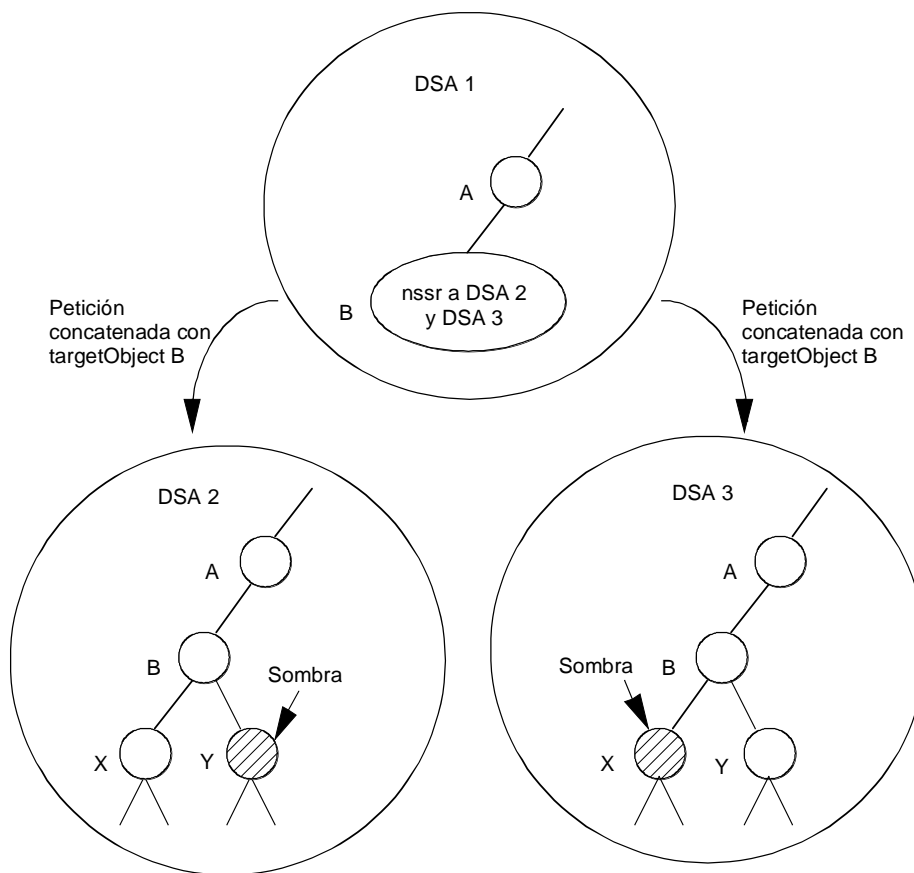 DSA 1
A
B
nssr a DSA 2
y DSA 3
Petición
concatenada con
targetObject B
Petición
concatenada con
targetObject B
DSA 2
A
B
Sombra
X
Y
DSA 3
A
Sombra
B
X
Y